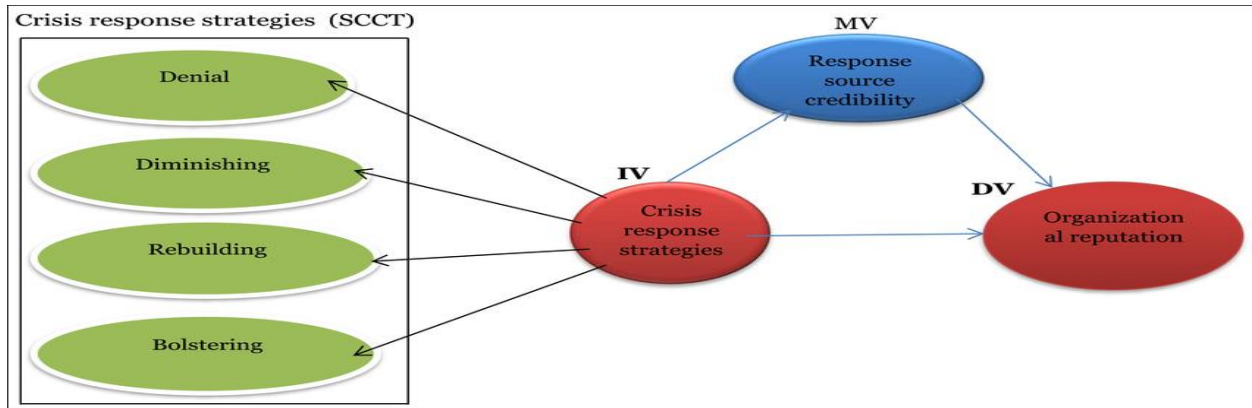 Crisis response strategies (SCCT)
Denial
Diminishing
Rebuilding
Bolstering
IV
Crisis
response
strategies
MV
Response
source
credibility
DV
Organization
al reputation